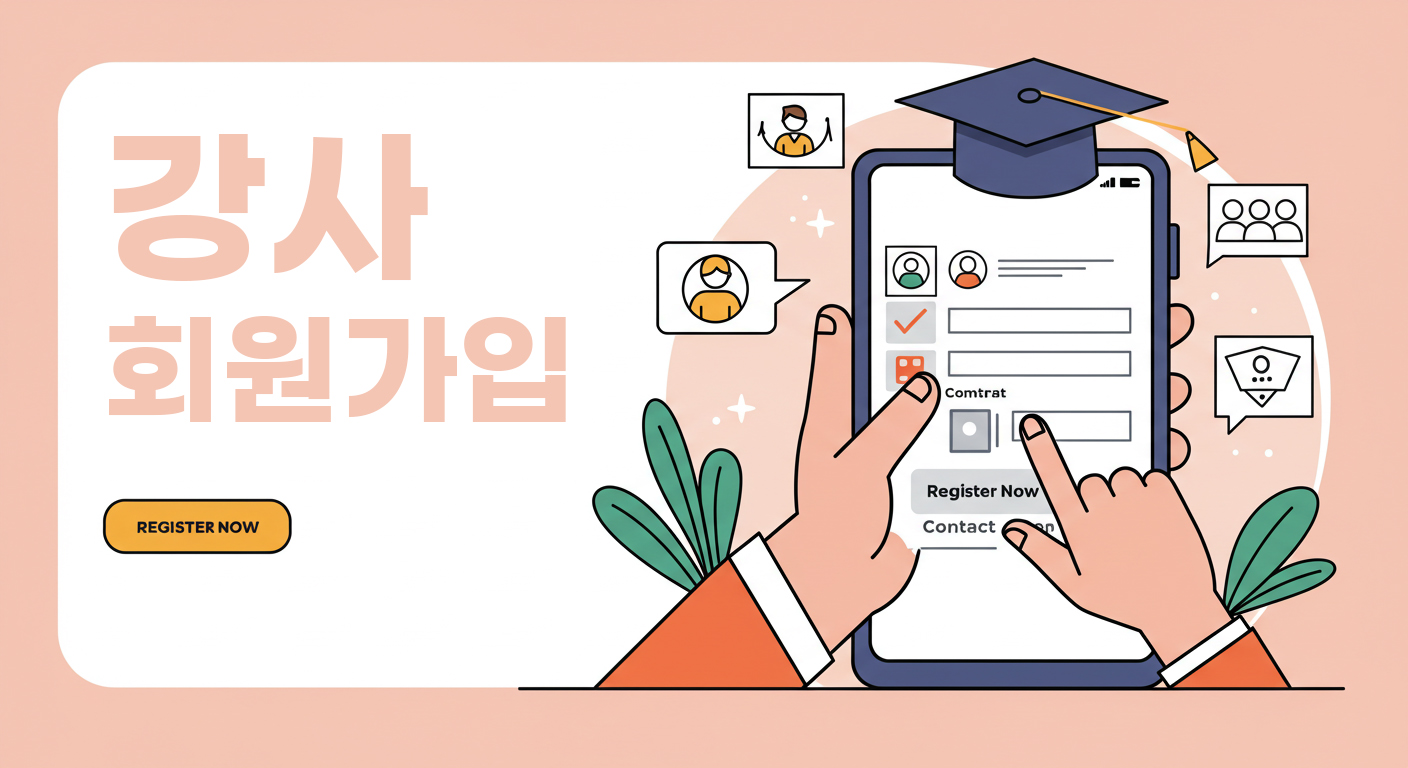 강사
회원가입
REGISTER NOW
Comtrat
Register Now
Contact